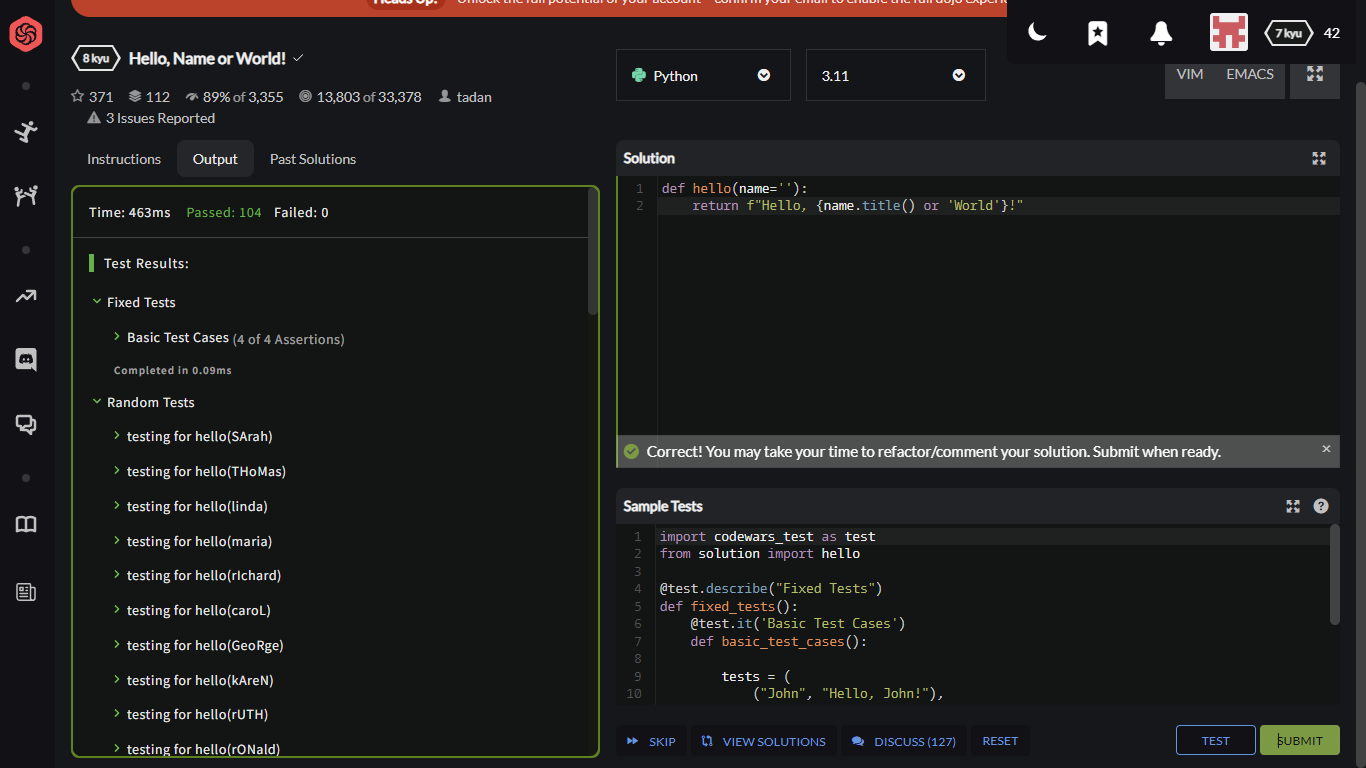 Heads Up! Unlock the full potential of your account - confirm your email to enable the full dojo experie
7 kyu 42
8 kyu Hello, Name or World!
371 112 89% of 3,355 13,803 of 33,378 tadan
3 Issues Reported
Python 3.11 VIM EMACS
Instructions Output Past Solutions
Time: 463ms Passed: 104 Failed: 0
Test Results:
Fixed Tests
Basic Test Cases (4 of 4 Assertions)
Completed in 0.09ms
Random Tests
testing for hello(SArah)
testing for hello(THoMas)
testing for hello(linda)
testing for hello(maria)
testing for hello(rIchard)
testing for hello(caroL)
testing for hello(GeoRge)
testing for hello(kAreN)
testing for hello(rUTH)
testing for hello(rONald)
Solution
1 def hello(name=''):
2 return f"Hello, {name.title() or 'World'}!"
Correct! You may take your time to refactor/comment your solution. Submit when ready. ×
Sample Tests ?
1 import codewars_test as test
2 from solution import hello
3
4 @test.describe("Fixed Tests")
5 def fixed_tests():
6 @test.it('Basic Test Cases')
7 def basic_test_cases():
8
9 tests = (
10 ("John", "Hello, John!"),
SKIP VIEW SOLUTIONS DISCUSS (127) RESET TEST SUBMIT